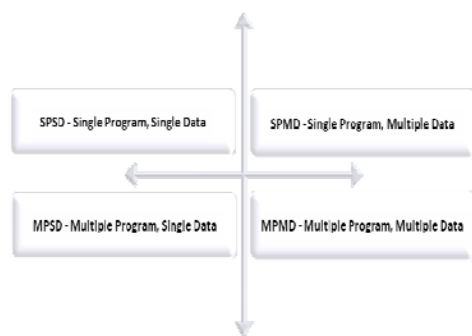 SPSD - Single Program, Single Data
SPMD - Single Program, Multiple Data
MPSD - Multiple Program, Single Data
MPMD - Multiple Program, Multiple Data